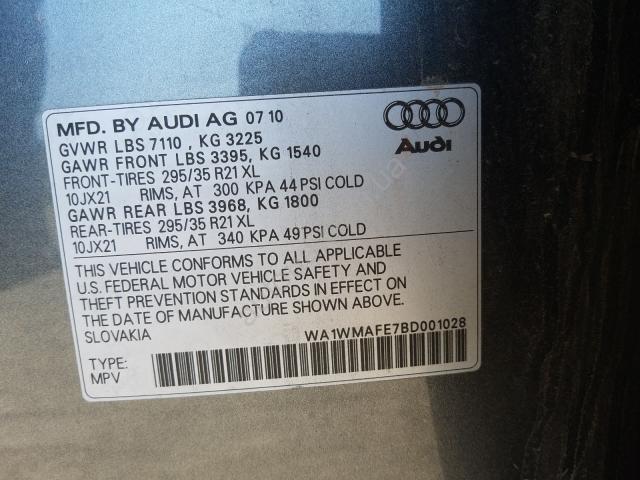 MFD. BY AUDI AG 07 10
GVWR LBS 7110 , KG 3225
GAWR FRONT LBS 3395, KG 1540
FRONT-TIRES 295/35 R21 XL
10JX21 RIMS, AT 300 KPA 44 PSI COLD
GAWR REAR LBS 3968, KG 1800
REAR-TIRES 295/35 R21 XL
10JX21 RIMS, AT 340 KPA 49 PSI COLD
Audi
THIS VEHICLE CONFORMS TO ALL APPLICABLE
U.S. FEDERAL MOTOR VEHICLE SAFETY AND
THEFT PREVENTION STANDARDS IN EFFECT ON
THE DATE OF MANUFACTURE SHOWN ABOVE
SLOVAKIA WA1WMAFE7BD001028
TYPE:
MPV